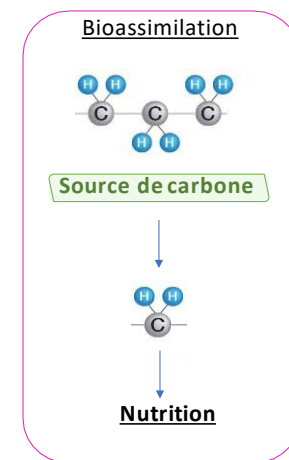 Bioassimilation
H H H H
C C C
H H
Source de carbone
H H
C
Nutrition